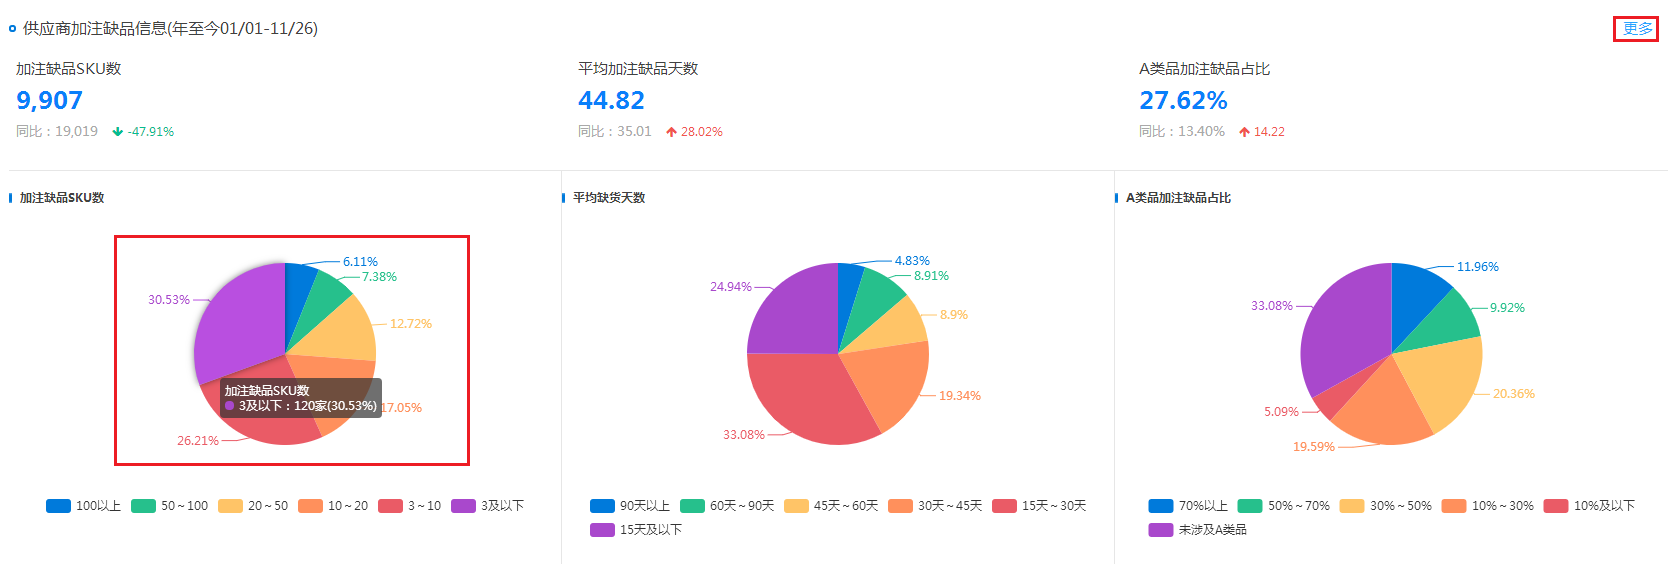 供应商加注缺品信息(年至今01/01-11/26)
更多
加注缺品SKU数
9,907
同比：19,019 -47.91%
平均加注缺品天数
44.82
同比：35.01 28.02%
A类品加注缺品占比
27.62%
同比：13.40% 14.22
加注缺品SKU数
6.11%
7.38%
30.53%
12.72%
加注缺品SKU数
3及以下：120家(30.53%)
17.05%
26.21%
100以上 50～100 20～50 10～20 3～10 3及以下
平均缺货天数
4.83%
8.91%
24.94%
8.9%
19.34%
33.08%
90天以上 60天～90天 45天～60天 30天～45天 15天～30天
15天及以下
A类品加注缺品占比
11.96%
33.08%
9.92%
20.36%
5.09%
19.59%
70%以上 50%～70% 30%～50% 10%～30% 10%及以下
未涉及A类品